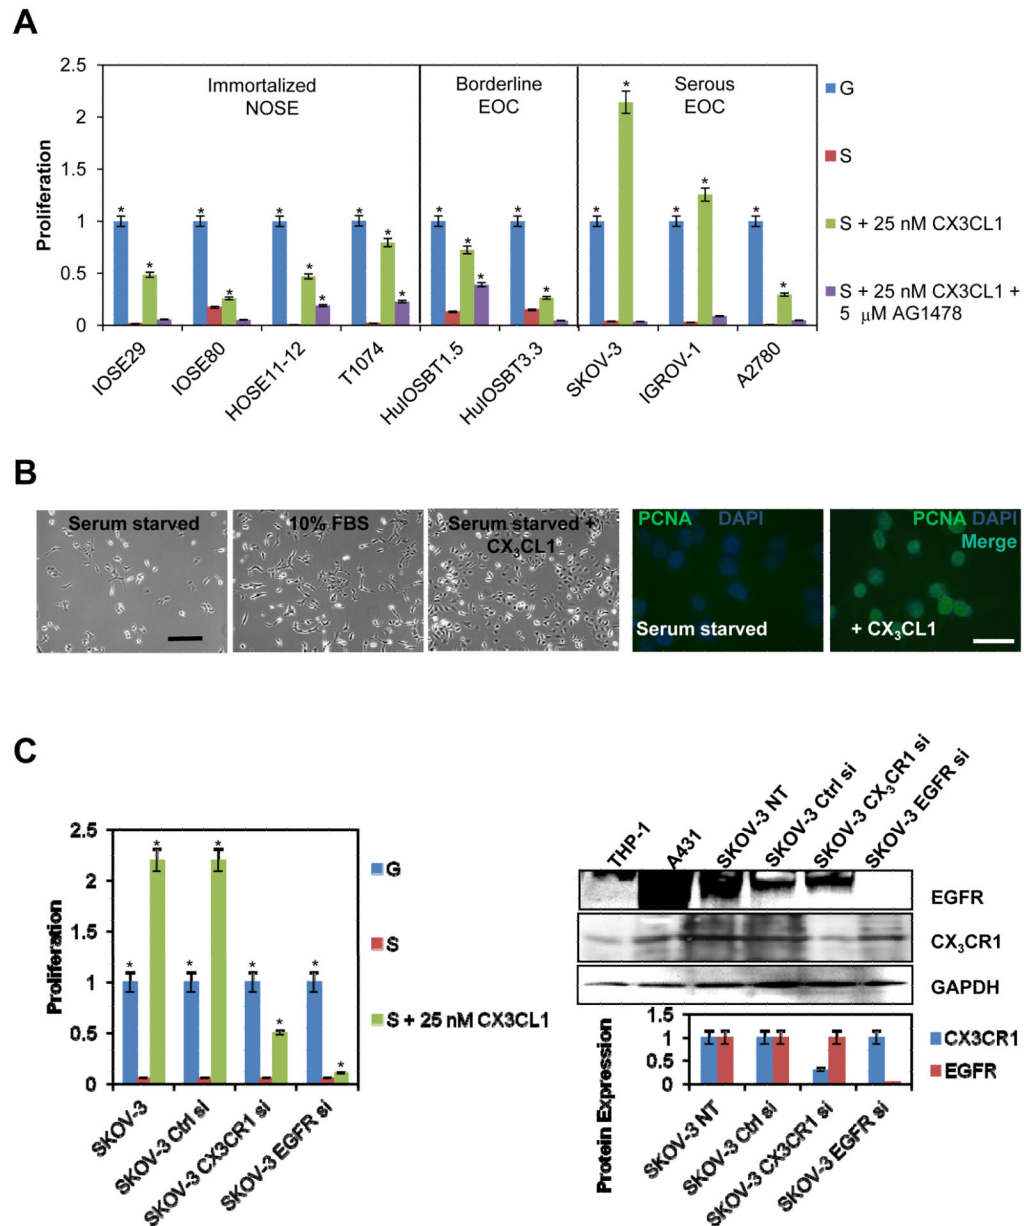 A
2.5
2
1.5
1
0.5
0
Proliferation
Immortalized
NOSE
Borderline
EOC
Serous
EOC
* * * * * * * * * * * * * * * * * * * * *
IOSE29
IOSE80
HOSE11-12
T1074
HuIOSBT1.5
HuIOSBT3.3
SKOV-3
IGROV-1
A2780
G
S
S + 25 nM CX3CL1
S + 25 nM CX3CL1 +
5 μM AG1478
B
Serum starved
10% FBS
Serum starved +
CX₃CL1
PCNA DAPI
Serum starved
PCNA DAPI
Merge
+ CX₃CL1
C
2.5
2
1.5
1
0.5
0
Proliferation
* * * * * * * *
SKOV-3
SKOV-3 Ctrl si
SKOV-3 CX3CR1 si
SKOV-3 EGFR si
G
S
S + 25 nM CX3CL1
THP-1
A431
SKOV-3 NT
SKOV-3 Ctrl si
SKOV-3 CX₃CR1 si
SKOV-3 EGFR si
EGFR
CX₃CR1
GAPDH
Protein Expression
1.5
1
0.5
0
CX3CR1
EGFR
SKOV-3 NT
SKOV-3 Ctrl si
SKOV-3 CX3CR1 si
SKOV-3 EGFR si